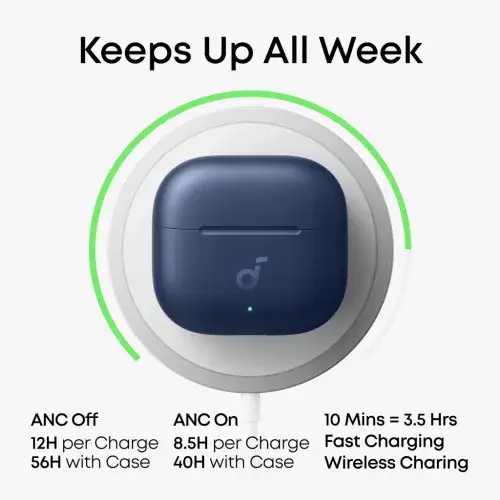 Keeps Up All Week
ANC Off
12H per Charge
56H with Case
ANC On
8.5H per Charge
40H with Case
10 Mins = 3.5 Hrs
Fast Charging
Wireless Charing